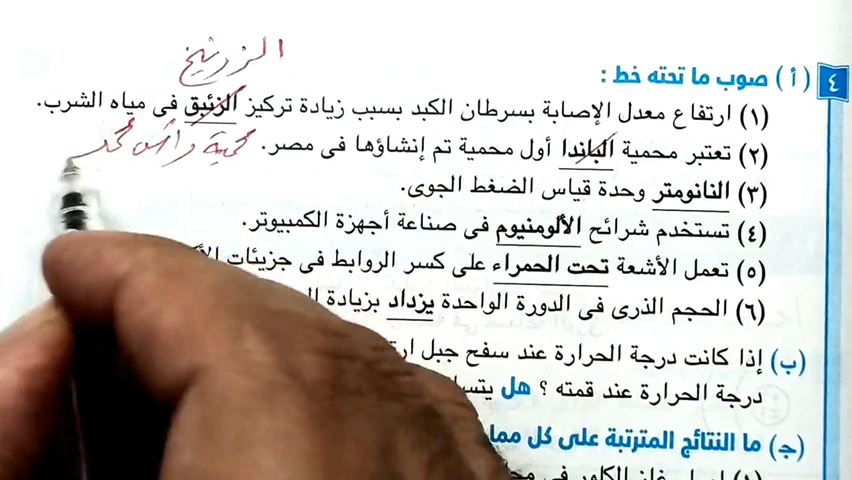 الزرنيخ
٤ (أ) صوب ما تحته خط :
(١) ارتفاع معدل الإصابة بسرطان الكبد بسبب زيادة تركيز الزئبق فى مياه الشرب.
(٢) تعتبر محمية الباندا أول محمية تم إنشاؤها فى مصر. محمية رأس محمد
(٣) النانومتر وحدة قياس الضغط الجوى.
(٤) تستخدم شرائح الألومنيوم فى صناعة أجهزة الكمبيوتر.
(٥) تعمل الأشعة تحت الحمراء على كسر الروابط فى جزيئات
(٦) الحجم الذرى فى الدورة الواحدة يزداد بزيادة
(ب) إذا كانت درجة الحرارة عند سفح جبل
درجة الحرارة عند قمته ؟ هل
(ج) ما النتائج المترتبة على كل
غاز الكلور فى